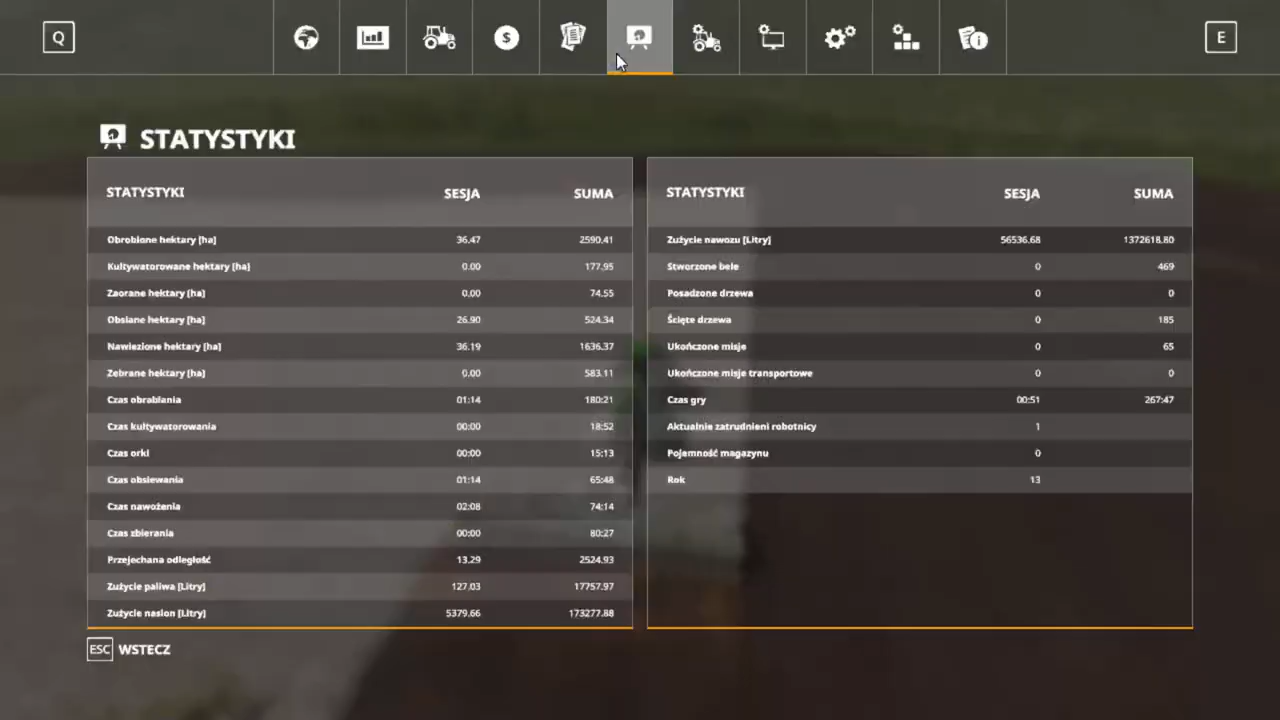 Q
E
STATYSTYKI
STATYSTYKI SESJA SUMA
Obrobione hektary [ha] 36.47 2590.41
Kultywatorowane hektary [ha] 0.00 177.95
Zaorane hektary [ha] 0.00 74.55
Obsiane hektary [ha] 26.90 524.34
Nawiezione hektary [ha] 36.19 1636.37
Zebrane hektary [ha] 0.00 583.11
Czas obrabiania 01:14 180:21
Czas kultywatorowania 00:00 18:52
Czas orki 00:00 15:13
Czas obsiewania 01:14 65:48
Czas nawożenia 02:08 74:14
Czas zbierania 00:00 80:27
Przejechana odległość 13.29 2524.93
Zużycie paliwa [Litry] 127.03 17757.97
Zużycie nasion [Litry] 5379.66 173277.88
STATYSTYKI SESJA SUMA
Zużycie nawozu [Litry] 56536.68 1372618.80
Stworzone bele 0 469
Posadzone drzewa 0 0
Ścięte drzewa 0 185
Ukończone misje 0 65
Ukończone misje transportowe 0 0
Czas gry 00:51 267:47
Aktualnie zatrudnieni robotnicy 1
Pojemność magazynu 0
Rok 13
ESC WSTECZ